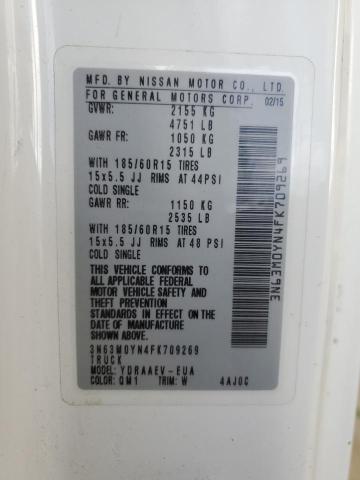 MFD. BY NISSAN MOTOR CO., LTD.
FOR GENERAL MOTORS CORP. 02/15
GVWR: 2155 KG
4751 LB
GAWR FR: 1050 KG
2315 LB
WITH 185/60R15 TIRES
15x5.5 JJ RIMS AT 44PSI
COLD SINGLE
GAWR RR: 1150 KG
2535 LB
WITH 185/60R15 TIRES
15x5.5 JJ RIMS AT 48 PSI
COLD SINGLE
THIS VEHICLE CONFORMS TO
ALL APPLICABLE FEDERAL
MOTOR VEHICLE SAFETY
AND THEFT PREVENTION
STANDARDS IN EFFECT ON THE
DATE OF MANUFACTURE
SHOWN ABOVE.
3N63M0YN4FK709269
TRUCK
MODEL: YDRAAEV-EUA
COLOR: QM1 TRIM: W 4AJ0C
3N63M0YN4FK709269